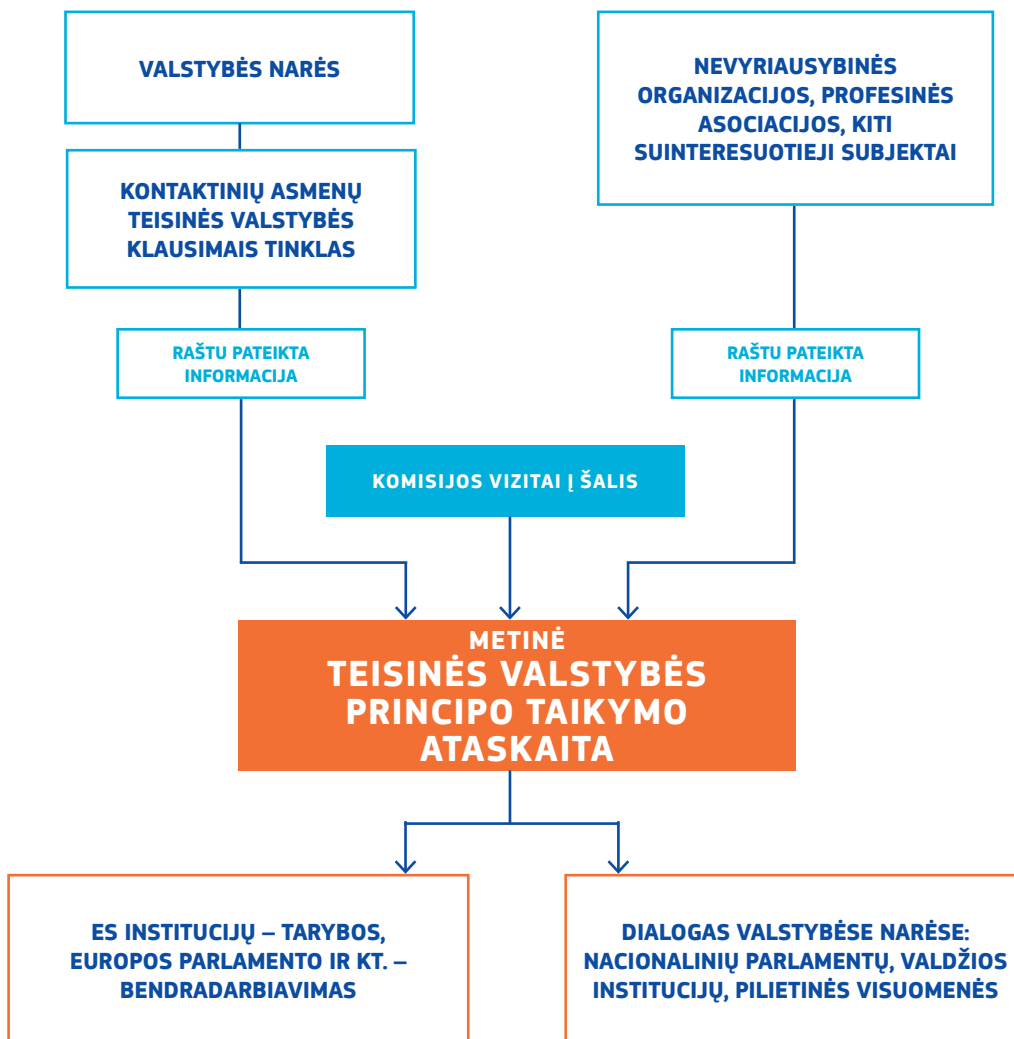 VALSTYBĖS NARĖS
NEVYRIAUSYBINĖS
ORGANIZACIJOS, PROFESINĖS
ASOCIACIJOS, KITI
SUINTERESUOTIEJI SUBJEKTAI
KONTAKTINIŲ ASMENŲ
TEISINĖS VALSTYBĖS
KLAUSIMAIS TINKLAS
RAŠTU PATEIKTA
INFORMACIJA
RAŠTU PATEIKTA
INFORMACIJA
KOMISIJOS VIZITAI Į ŠALIS
METINĖ
TEISINĖS VALSTYBĖS
PRINCIPO TAIKYMO
ATASKAITA
ES INSTITUCIJŲ – TARYBOS,
EUROPOS PARLAMENTO IR KT. –
BENDRADARBIAVIMAS
DIALOGAS VALSTYBĖSE NARĖSE:
NACIONALINIŲ PARLAMENTŲ, VALDŽIOS
INSTITUCIJŲ, PILIETINĖS VISUOMENĖS